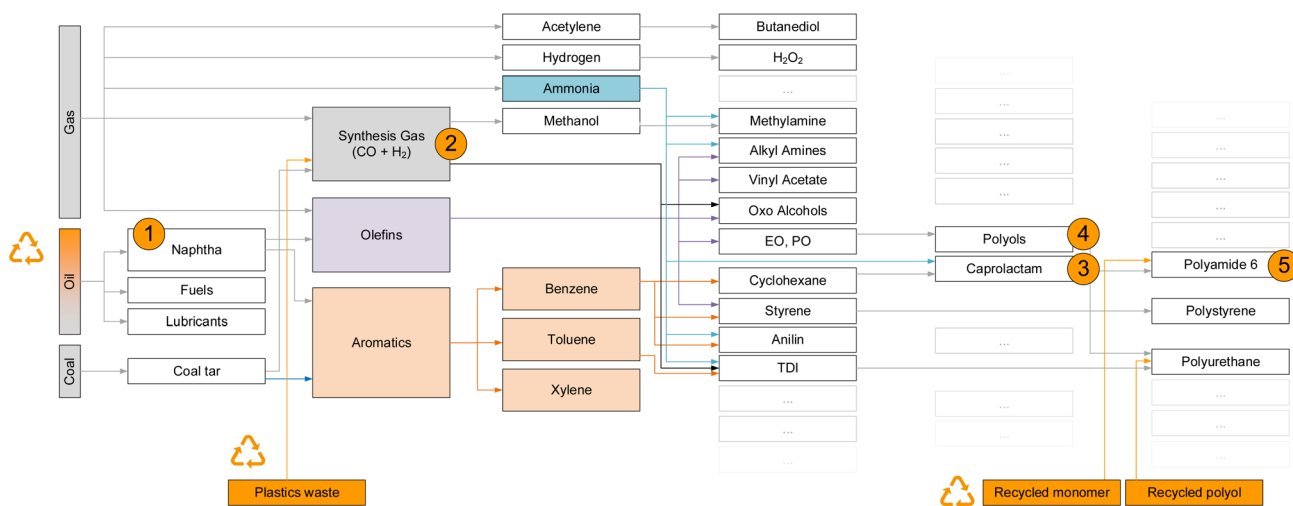 Gas
Oil
Coal
1
Naphtha
Fuels
Lubricants
Coal tar
Synthesis Gas
(CO + H₂)
2
Olefins
Aromatics
Acetylene
Hydrogen
Ammonia
Methanol
Benzene
Toluene
Xylene
Butanediol
H₂O₂
...
Methylamine
Alkyl Amines
Vinyl Acetate
Oxo Alcohols
EO, PO
Cyclohexane
Styrene
Anilin
TDI
...
...
...
...
...
...
...
...
Polyols
4
Caprolactam
3
...
...
...
...
...
...
...
...
Polyamide 6
5
Polystyrene
Polyurethane
...
...
...
Plastics waste
Recycled monomer
Recycled polyol